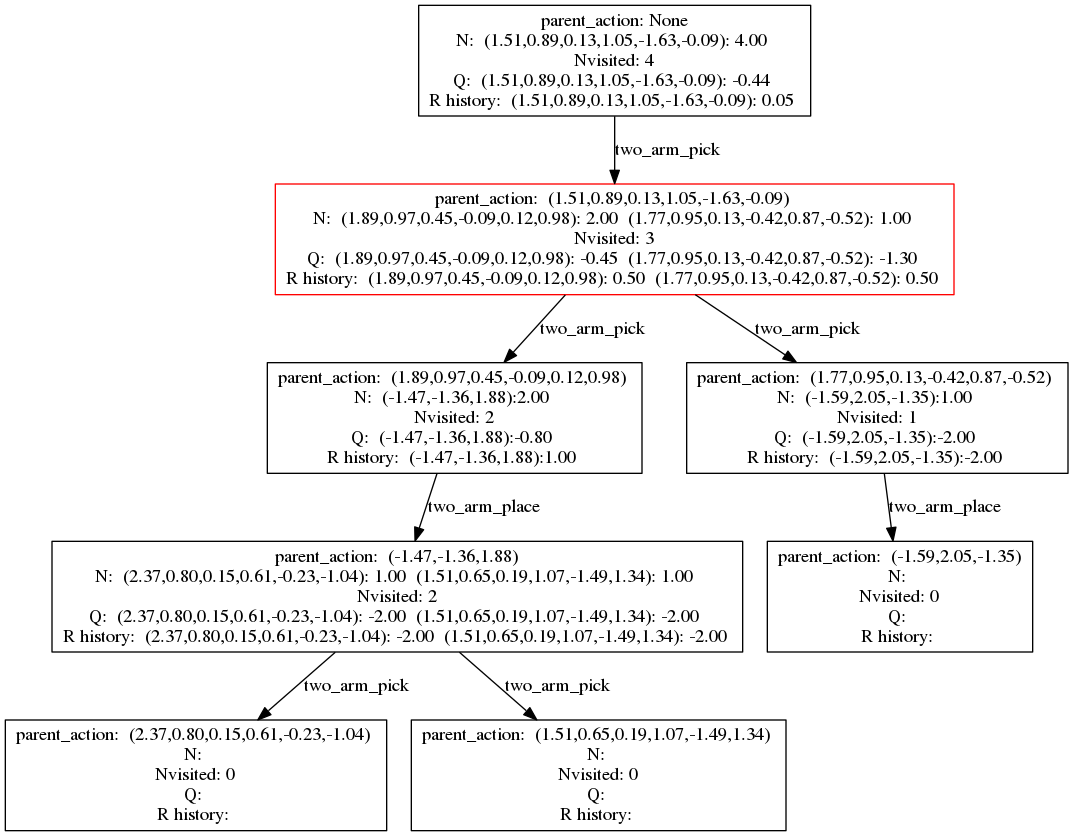 parent_action: None
N: (1.51,0.89,0.13,1.05,-1.63,-0.09): 4.00
Nvisited: 4
Q: (1.51,0.89,0.13,1.05,-1.63,-0.09): -0.44
R history: (1.51,0.89,0.13,1.05,-1.63,-0.09): 0.05
two_arm_pick
parent_action: (1.51,0.89,0.13,1.05,-1.63,-0.09)
N: (1.89,0.97,0.45,-0.09,0.12,0.98): 2.00 (1.77,0.95,0.13,-0.42,0.87,-0.52): 1.00
Nvisited: 3
Q: (1.89,0.97,0.45,-0.09,0.12,0.98): -0.45 (1.77,0.95,0.13,-0.42,0.87,-0.52): -1.30
R history: (1.89,0.97,0.45,-0.09,0.12,0.98): 0.50 (1.77,0.95,0.13,-0.42,0.87,-0.52): 0.50
two_arm_pick
two_arm_pick
parent_action: (1.89,0.97,0.45,-0.09,0.12,0.98)
N: (-1.47,-1.36,1.88):2.00
Nvisited: 2
Q: (-1.47,-1.36,1.88):-0.80
R history: (-1.47,-1.36,1.88):1.00
parent_action: (1.77,0.95,0.13,-0.42,0.87,-0.52)
N: (-1.59,2.05,-1.35):1.00
Nvisited: 1
Q: (-1.59,2.05,-1.35):-2.00
R history: (-1.59,2.05,-1.35):-2.00
two_arm_place
two_arm_place
parent_action: (-1.47,-1.36,1.88)
N: (2.37,0.80,0.15,0.61,-0.23,-1.04): 1.00 (1.51,0.65,0.19,1.07,-1.49,1.34): 1.00
Nvisited: 2
Q: (2.37,0.80,0.15,0.61,-0.23,-1.04): -2.00 (1.51,0.65,0.19,1.07,-1.49,1.34): -2.00
R history: (2.37,0.80,0.15,0.61,-0.23,-1.04): -2.00 (1.51,0.65,0.19,1.07,-1.49,1.34): -2.00
parent_action: (-1.59,2.05,-1.35)
N:
Nvisited: 0
Q:
R history:
two_arm_pick
two_arm_pick
parent_action: (2.37,0.80,0.15,0.61,-0.23,-1.04)
N:
Nvisited: 0
Q:
R history:
parent_action: (1.51,0.65,0.19,1.07,-1.49,1.34)
N:
Nvisited: 0
Q:
R history: